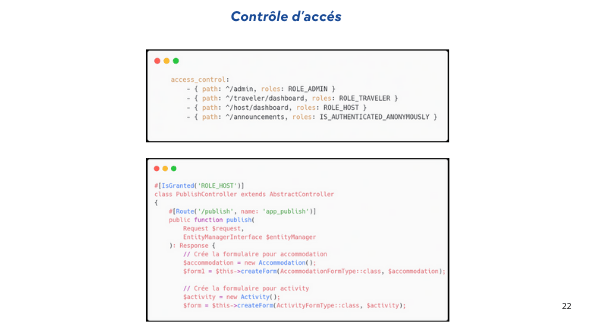 Contrôle d'accés
access_control:
- { path: ^/admin, roles: ROLE_ADMIN }
- { path: ^/traveler/dashboard, roles: ROLE_TRAVELER }
- { path: ^/host/dashboard, roles: ROLE_HOST }
- { path: ^/announcements, roles: IS_AUTHENTICATED_ANONYMOUSLY }
#[IsGranted('ROLE_HOST')]
class PublishController extends AbstractController
{
#[Route('/publish', name: 'app_publish')]
public function publish(
Request $request,
EntityManagerInterface $entityManager
): Response {
// Crée la formulaire pour accommodation
$accommodation = new Accommodation();
$form1 = $this->createForm(AccommodationFormType::class, $accommodation);
// Crée la formulaire pour activity
$activity = new Activity();
$form = $this->createForm(ActivityFormType::class, $activity);
22